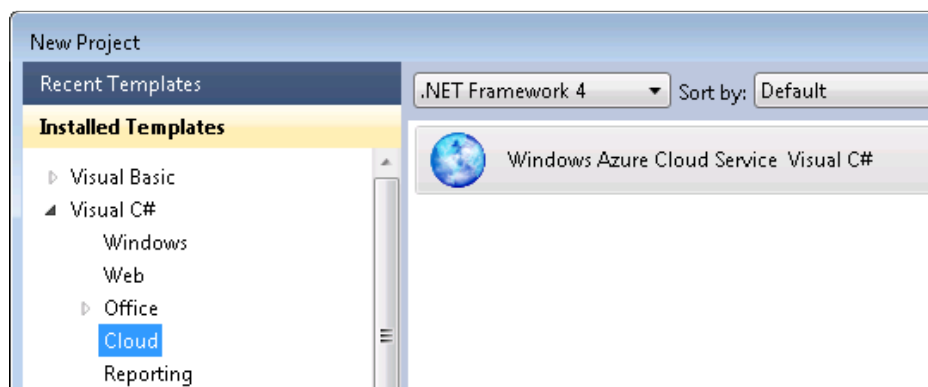 New Project
Recent Templates
Installed Templates
Visual Basic
Visual C#
Windows
Web
Office
Cloud
Reporting
.NET Framework 4 Sort by: Default
Windows Azure Cloud Service Visual C#